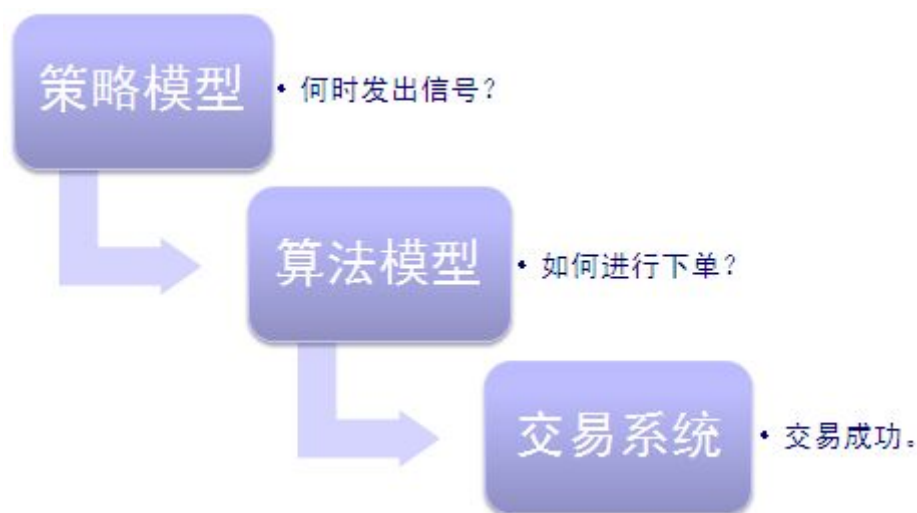 策略模型
• 何时发出信号？
算法模型
• 如何进行下单？
交易系统
• 交易成功。